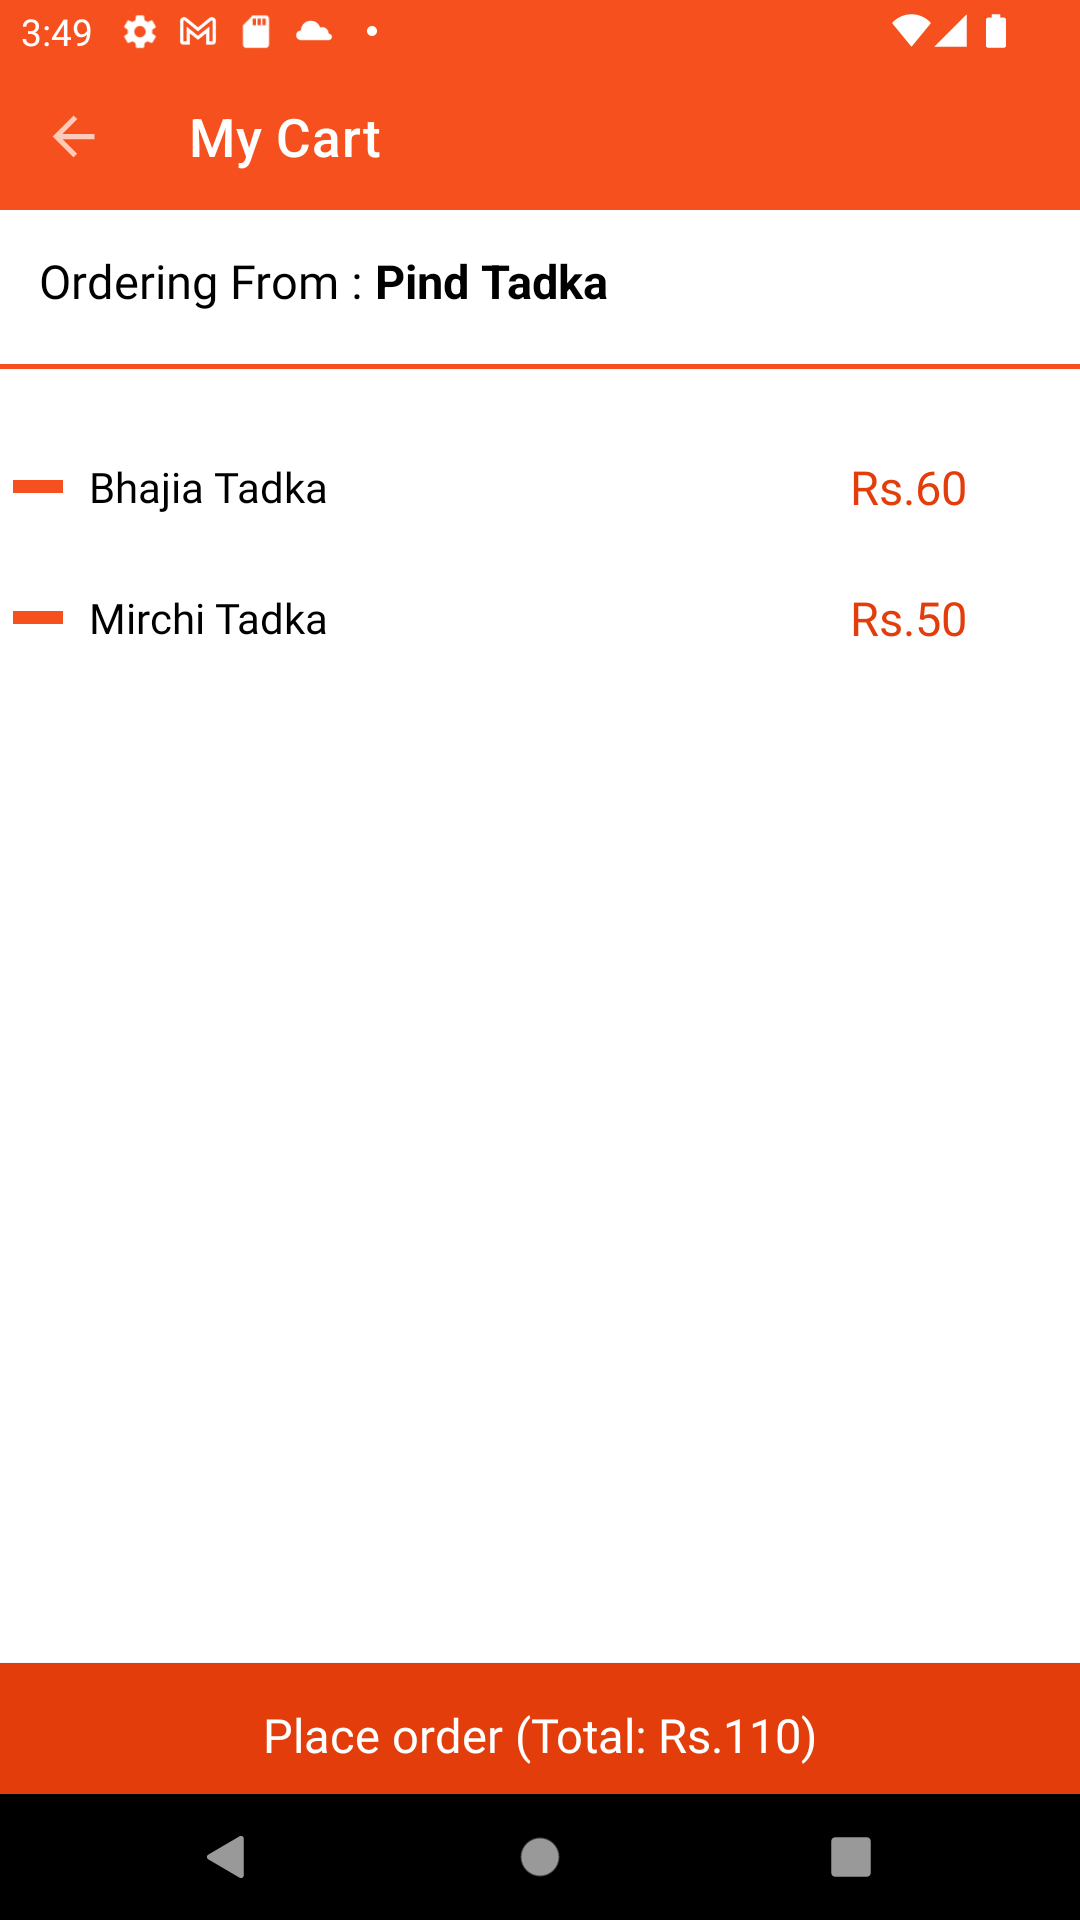 3:49
My Cart
Ordering From : Pind Tadka
Bhajia Tadka Rs.60
Mirchi Tadka Rs.50
Place order (Total: Rs.110)